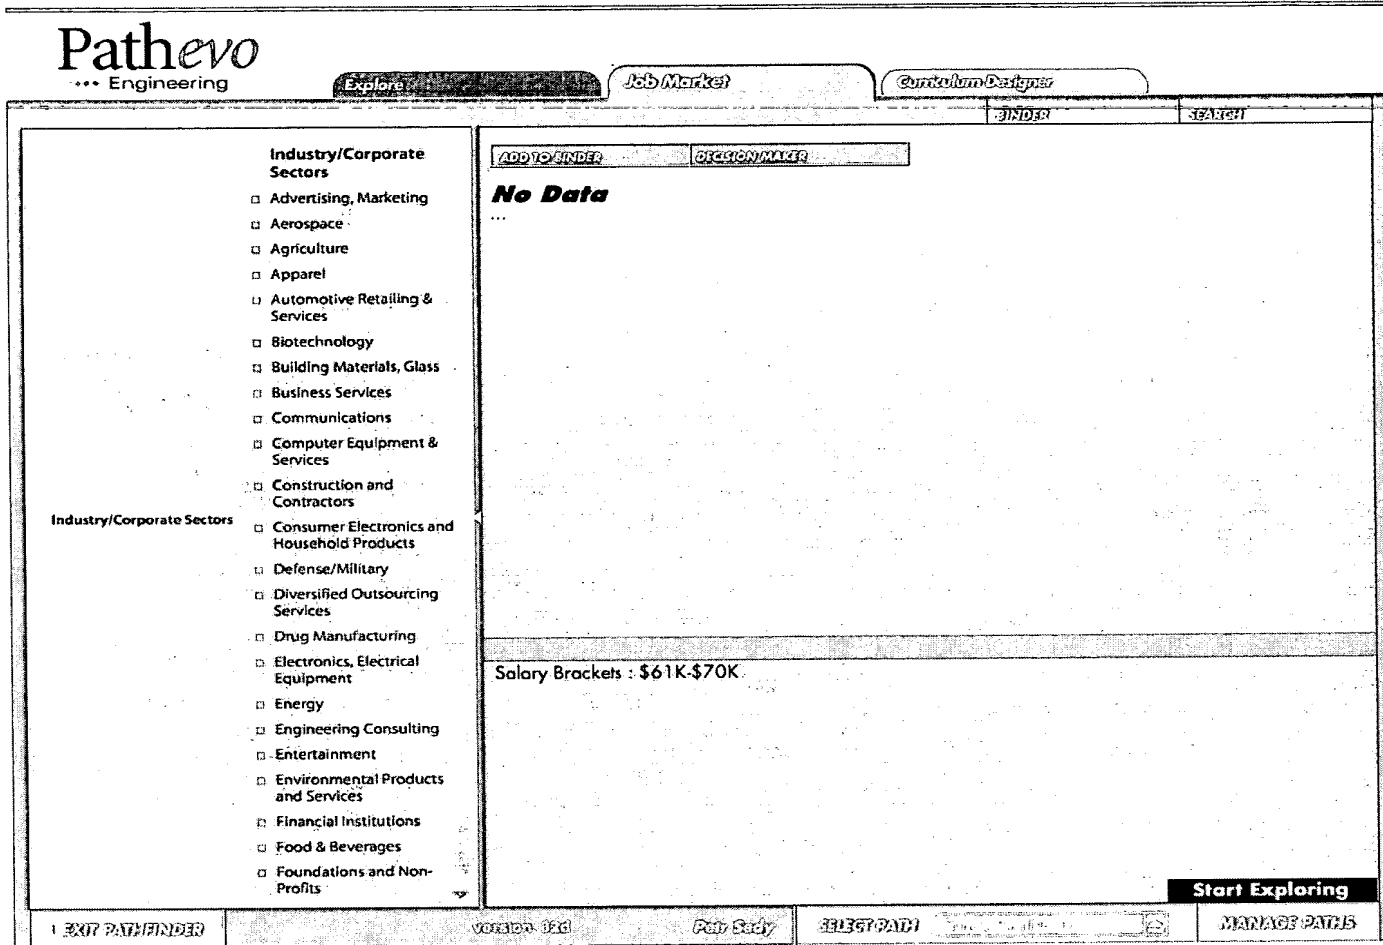 Pathevo
••• Engineering
Explore
Job Market
Curriculum Designer
BINDER
SEARCH
Industry/Corporate
Sectors
Advertising, Marketing
Aerospace
Agriculture
Apparel
Automotive Retailing &
Services
Biotechnology
Building Materials, Glass
Business Services
Communications
Computer Equipment &
Services
Construction and
Contractors
Industry/Corporate Sectors
Consumer Electronics and
Household Products
Defense/Military
Diversified Outsourcing
Services
Drug Manufacturing
Electronics, Electrical
Equipment
Energy
Engineering Consulting
Entertainment
Environmental Products
and Services
Financial Institutions
Food & Beverages
Foundations and Non-
Profits
ADD TO BINDER
DECISION MAKER
No Data
...
Salary Brackets : $61K-$70K
Start Exploring
EXIT PATHFINDER
version
SELECT PATH
MANAGE PATHS